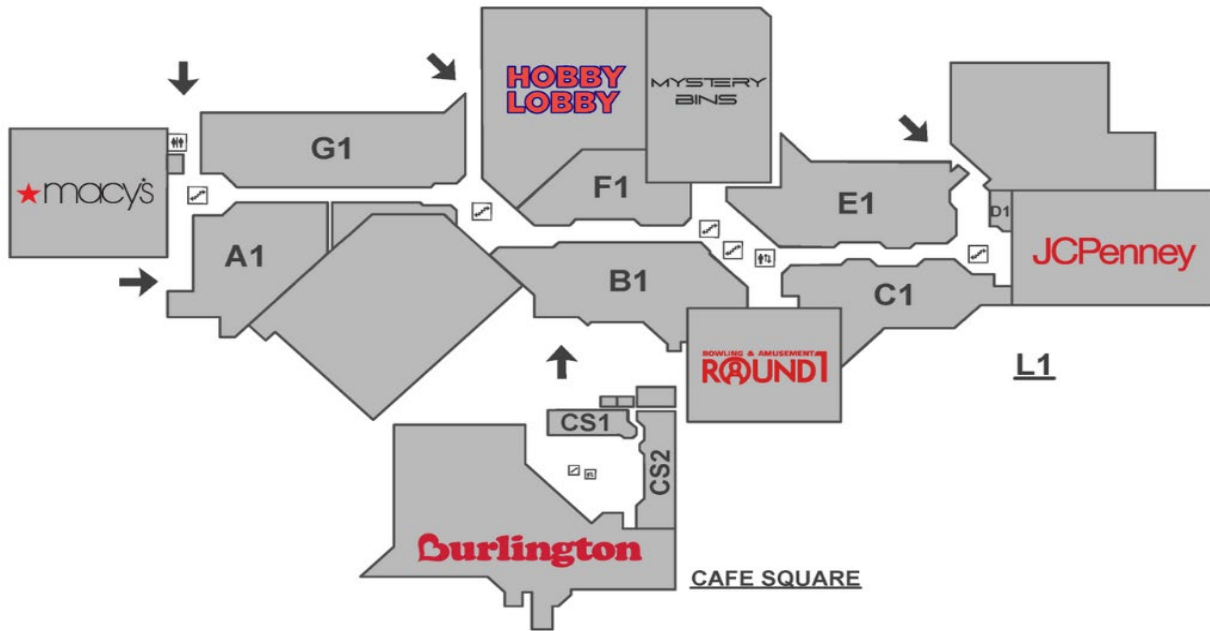 HOBBY
LOBBY
MYSTERY
BINS
G1
macy's
F1
E1
D1
JCPenney
A1
B1
C1
BOWLING & AMUSEMENT
ROUND1
L1
CS1
CS2
Burlington
CAFE SQUARE